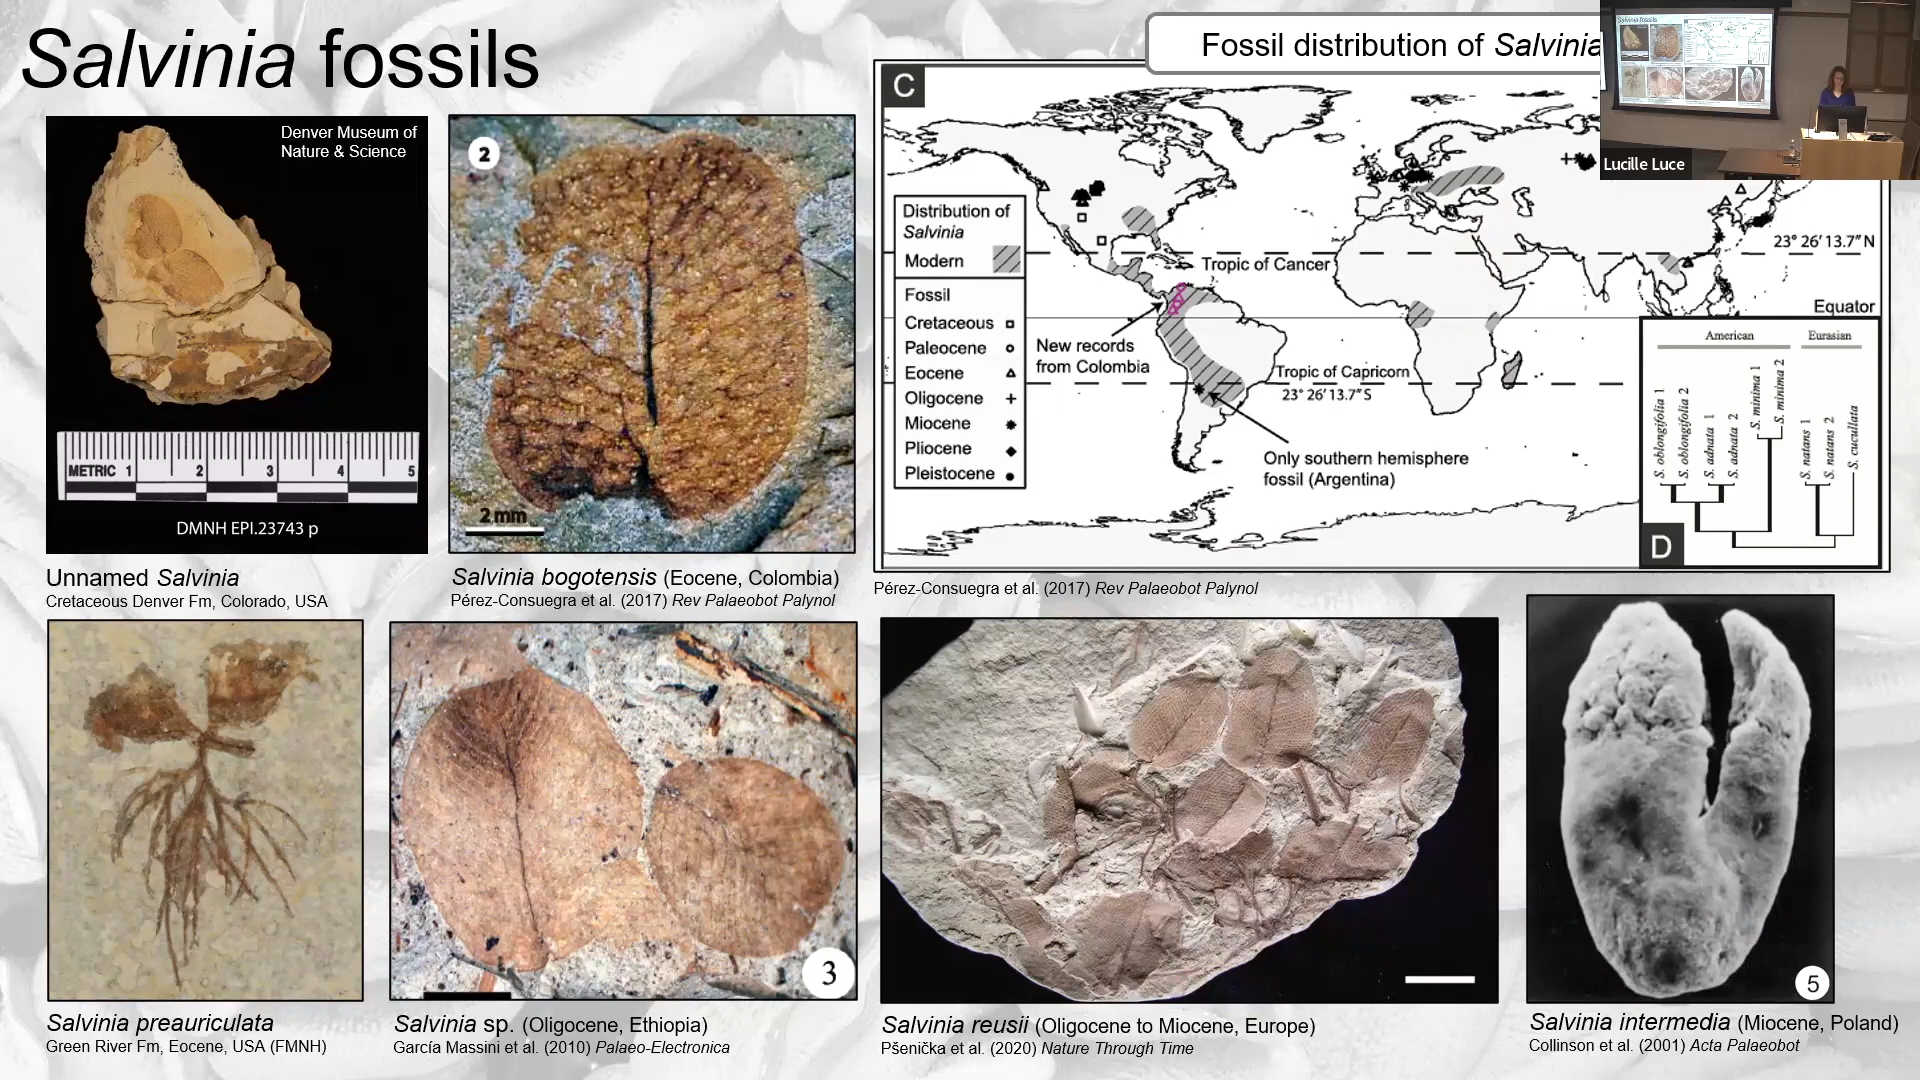 Salvinia fossils
Denver Museum of
Nature & Science
METRIC 1 2 3 4 5
DMNH EPI.23743 p
Unnamed Salvinia
Cretaceous Denver Fm, Colorado, USA
2
2 mm
Salvinia bogotensis (Eocene, Colombia)
Pérez-Consuegra et al. (2017) Rev Palaeobot Palynol
Fossil distribution of Salvinia
C
Distribution of
Salvinia
Modern
Fossil
Cretaceous
Paleocene
Eocene
Oligocene
Miocene
Pliocene
Pleistocene
Tropic of Cancer
23° 26′ 13.7″ N
Equator
New records
from Colombia
Tropic of Capricorn
23° 26′ 13.7″ S
Only southern hemisphere
fossil (Argentina)
American
Eurasian
S. oblongifolia 1
S. oblongifolia 2
S. adnata 1
S. adnata 2
S. minima 1
S. minima 2
S. natans 1
S. natans 2
S. cucullata
D
Pérez-Consuegra et al. (2017) Rev Palaeobot Palynol
Salvinia fossils
Lucille Luce
Salvinia preauriculata
Green River Fm, Eocene, USA (FMNH)
3
Salvinia sp. (Oligocene, Ethiopia)
García Massini et al. (2010) Palaeo-Electronica
Salvinia reusii (Oligocene to Miocene, Europe)
Pšenička et al. (2020) Nature Through Time
5
Salvinia intermedia (Miocene, Poland)
Collinson et al. (2001) Acta Palaeobot